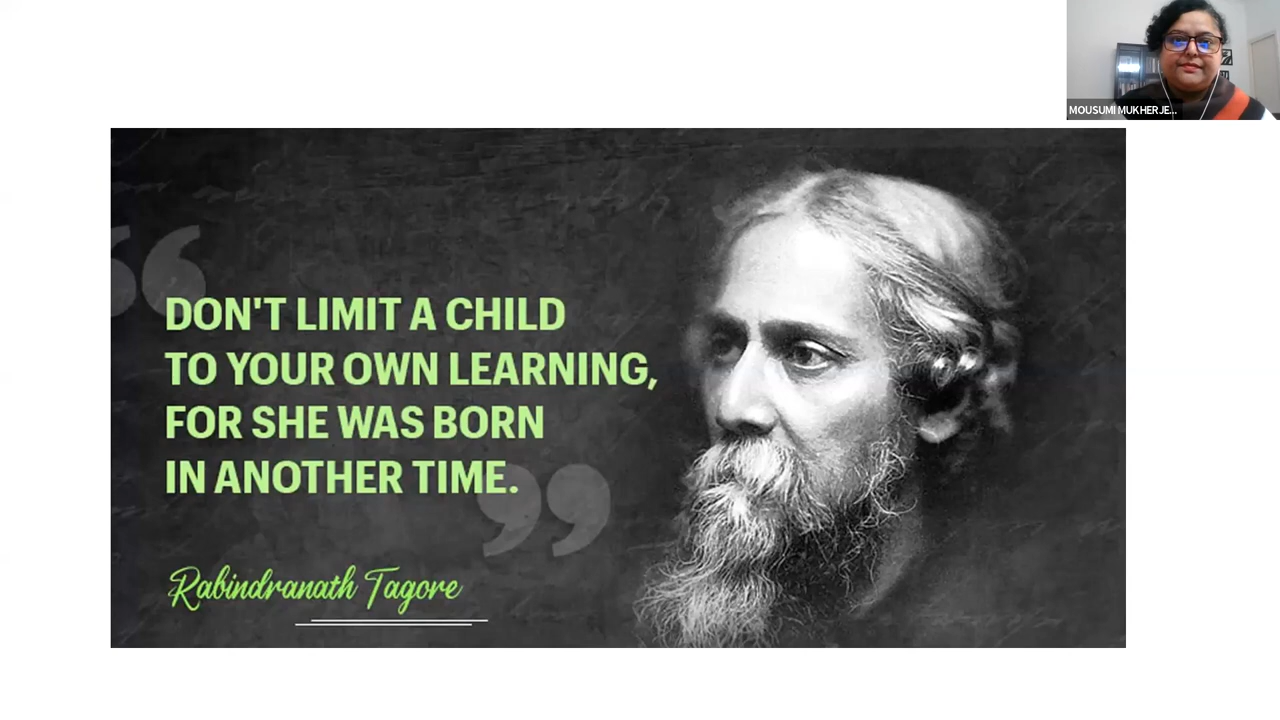 MOUSUMI MUKHERJE...
DON'T LIMIT A CHILD
TO YOUR OWN LEARNING,
FOR SHE WAS BORN
IN ANOTHER TIME.
Rabindranath Tagore